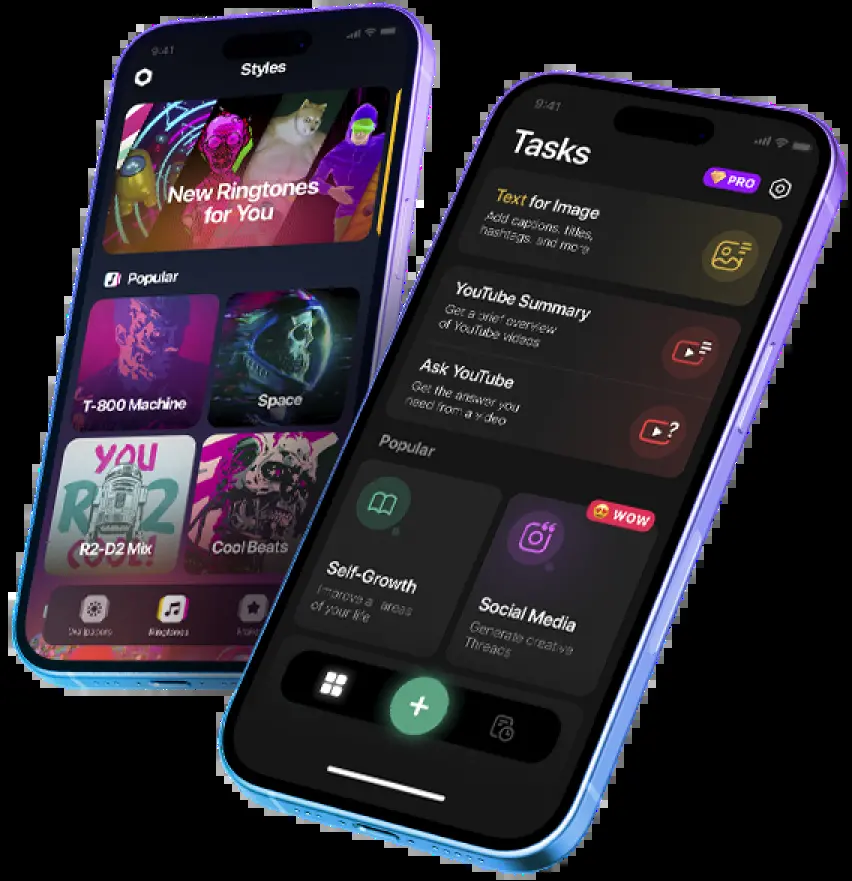 9:41
Styles
New Ringtones
for You
Popular
T-800 Machine
Space
YOU
R2
COOL!
R2-D2 Mix
Cool Beats
Ringtones
9:41
Tasks
PRO
Text for Image
Add captions, titles,
hashtags, and more
YouTube Summary
Get a brief overview
of YouTube videos
Ask YouTube
Get the answer you
need from a video
Popular
WOW
Self-Growth
Improve all areas
of your life
Social Media
Generate creative
Threads